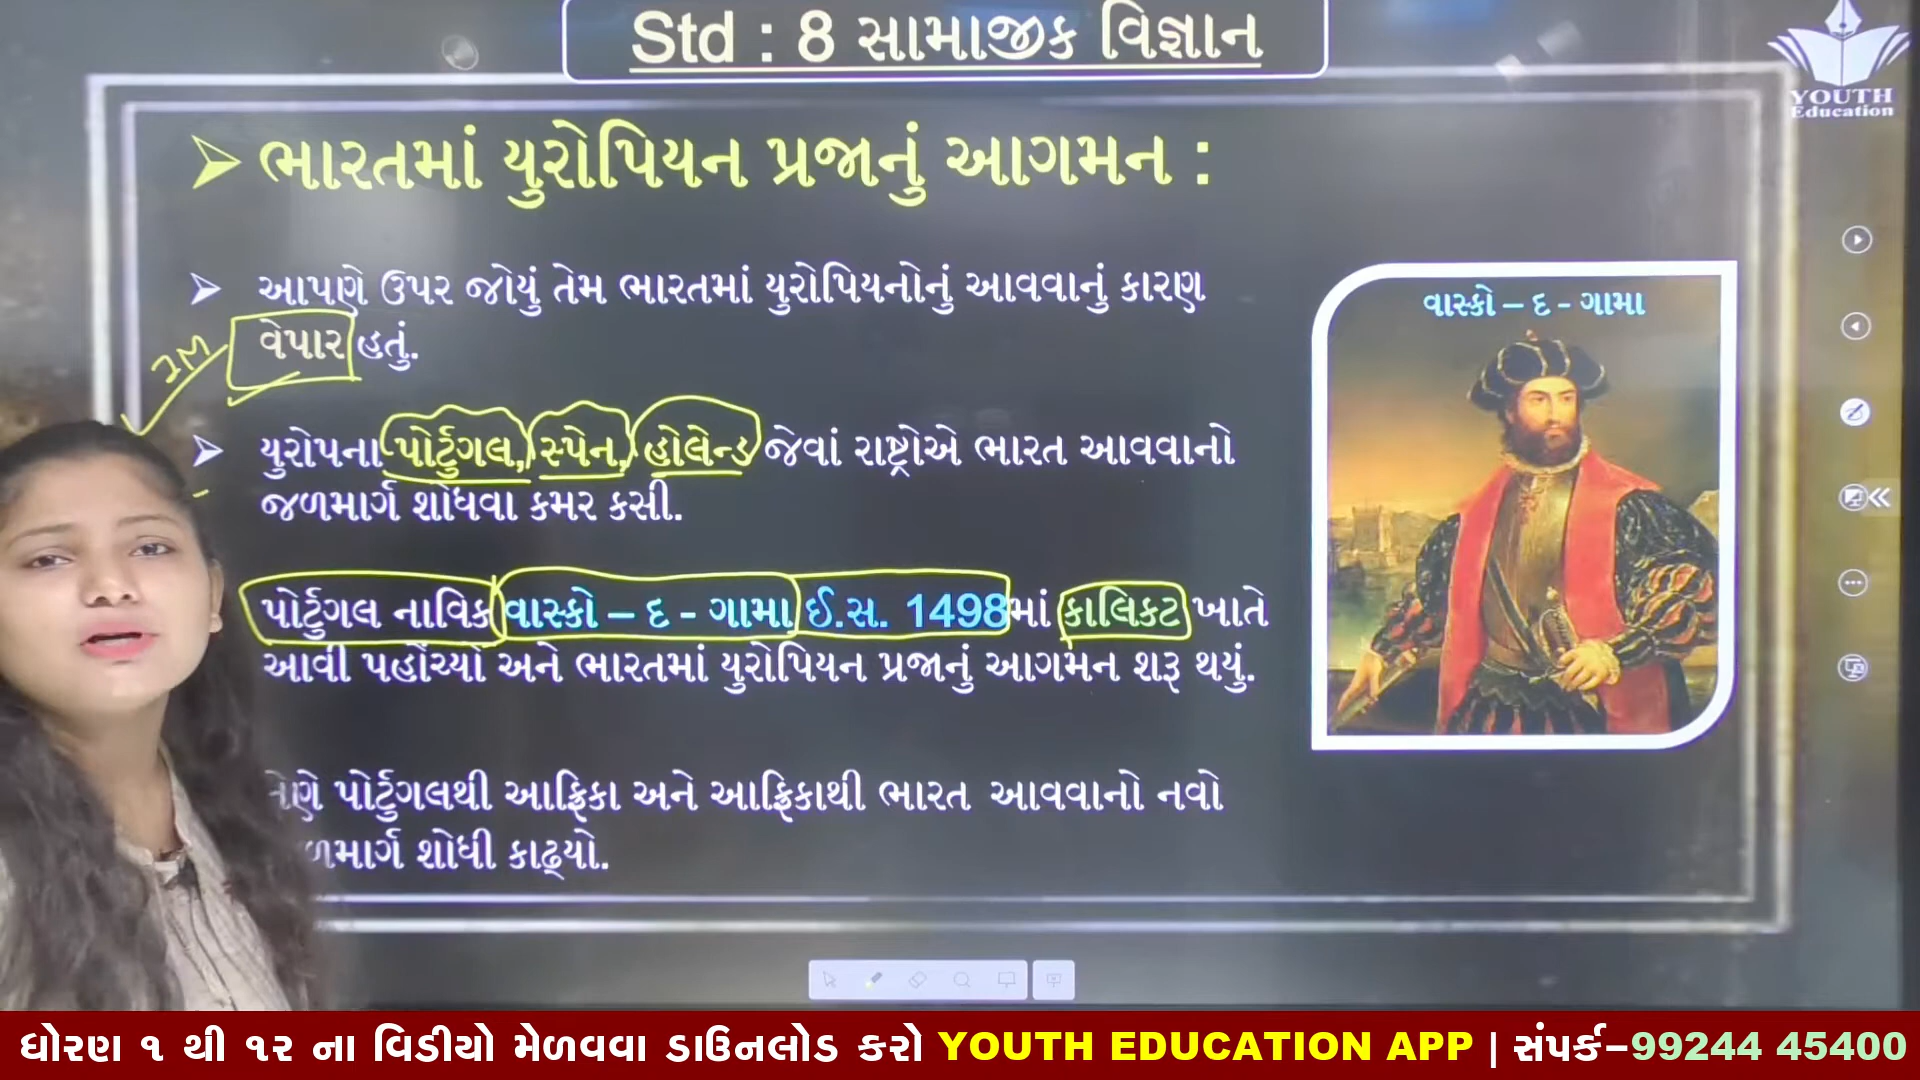 Std : 8 સામાજીક વિજ્ઞાન
YOUTH
Education
➢ ભારતમાં યુરોપિયન પ્રજાનું આગમન :
➢ આપણે ઉપર જોયું તેમ ભારતમાં યુરોપિયનોનું આવવાનું કારણ
વેપાર હતું.
2M
➢ યુરોપના પોર્ટુગલ, સ્પેન, હોલેન્ડ જેવાં રાષ્ટ્રોએ ભારત આવવાનો
જળમાર્ગ શોધવા કમર કસી.
પોર્ટુગલ નાવિક વાસ્કો – દ - ગામા ઈ.સ. 1498માં કાલિકટ ખાતે
આવી પહોંચ્યો અને ભારતમાં યુરોપિયન પ્રજાનું આગમન શરૂ થયું.
પોર્ટુગલથી આફ્રિકા અને આફ્રિકાથી ભારત આવવાનો નવો
શોધી કાઢ્યો.
વાસ્કો – દ - ગામા
ધોરણ ૧ થી ૧૨ ના વિડીયો મેળવવા ડાઉનલોડ કરો YOUTH EDUCATION APP | સંપર્ક–99244 45400